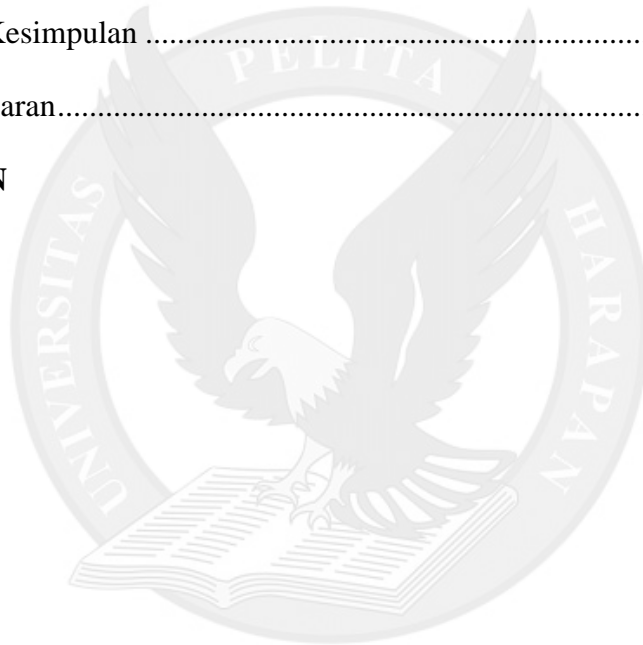 Kesimpulan ............................................................
aran.......................................................................
N
UNIVERSITAS PELITA HARAPAN